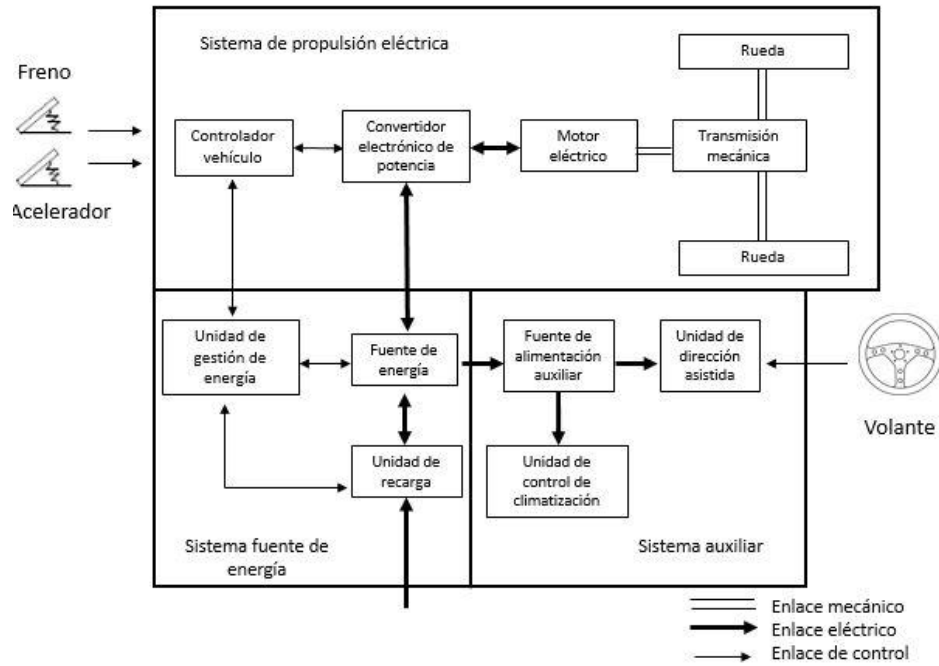 Sistema de propulsión eléctrica
Rueda
Freno
Controlador
vehículo
Convertidor
electrónico de
potencia
Motor
eléctrico
Transmisión
mecánica
Acelerador
Rueda
Unidad de
gestión de
energía
Fuente de
energía
Fuente de
alimentación
auxiliar
Unidad de
dirección
asistida
Volante
Unidad de
recarga
Unidad de
control de
climatización
Sistema fuente de
energía
Sistema auxiliar
Enlace mecánico
Enlace eléctrico
Enlace de control